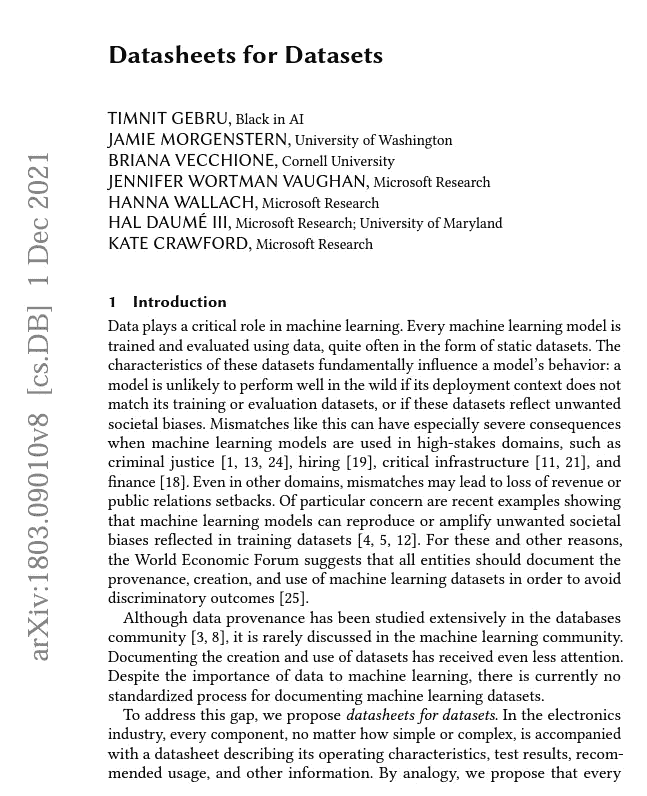 Datasheets for Datasets
TIMNIT GEBRU, Black in AI
JAMIE MORGENSTERN, University of Washington
BRIANA VECCHIONE, Cornell University
JENNIFER WORTMAN VAUGHAN, Microsoft Research
HANNA WALLACH, Microsoft Research
HAL DAUMÉ III, Microsoft Research; University of Maryland
KATE CRAWFORD, Microsoft Research
1 Introduction
Data plays a critical role in machine learning. Every machine learning model is
trained and evaluated using data, quite often in the form of static datasets. The
characteristics of these datasets fundamentally influence a model's behavior: a
model is unlikely to perform well in the wild if its deployment context does not
match its training or evaluation datasets, or if these datasets reflect unwanted
societal biases. Mismatches like this can have especially severe consequences
when machine learning models are used in high-stakes domains, such as
criminal justice [1, 13, 24], hiring [19], critical infrastructure [11, 21], and
finance [18]. Even in other domains, mismatches may lead to loss of revenue or
public relations setbacks. Of particular concern are recent examples showing
that machine learning models can reproduce or amplify unwanted societal
biases reflected in training datasets [4, 5, 12]. For these and other reasons,
the World Economic Forum suggests that all entities should document the
provenance, creation, and use of machine learning datasets in order to avoid
discriminatory outcomes [25].
Although data provenance has been studied extensively in the databases
community [3, 8], it is rarely discussed in the machine learning community.
Documenting the creation and use of datasets has received even less attention.
Despite the importance of data to machine learning, there is currently no
standardized process for documenting machine learning datasets.
To address this gap, we propose datasheets for datasets. In the electronics
industry, every component, no matter how simple or complex, is accompanied
with a datasheet describing its operating characteristics, test results, recom-
mended usage, and other information. By analogy, we propose that every
arXiv:1803.09010v8 [cs.DB] 1 Dec 2021